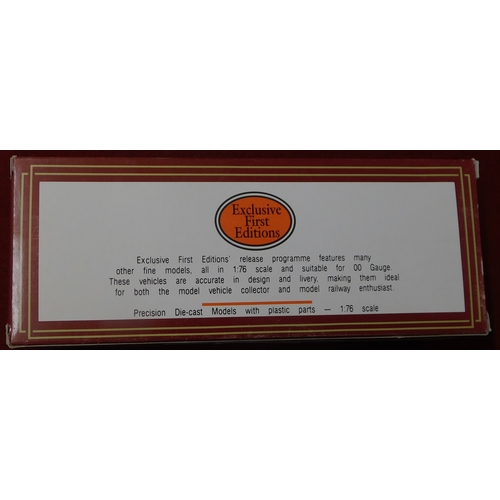 Exclusive
First
Editions
Exclusive First Editions' release programme features many
other fine models, all in 1:76 scale and suitable for 00 Gauge.
These vehicles are accurate in design and livery, making them ideal
for both the model vehicle collector and model railway enthusiast.
Precision Die-cast Models with plastic parts — 1:76 scale